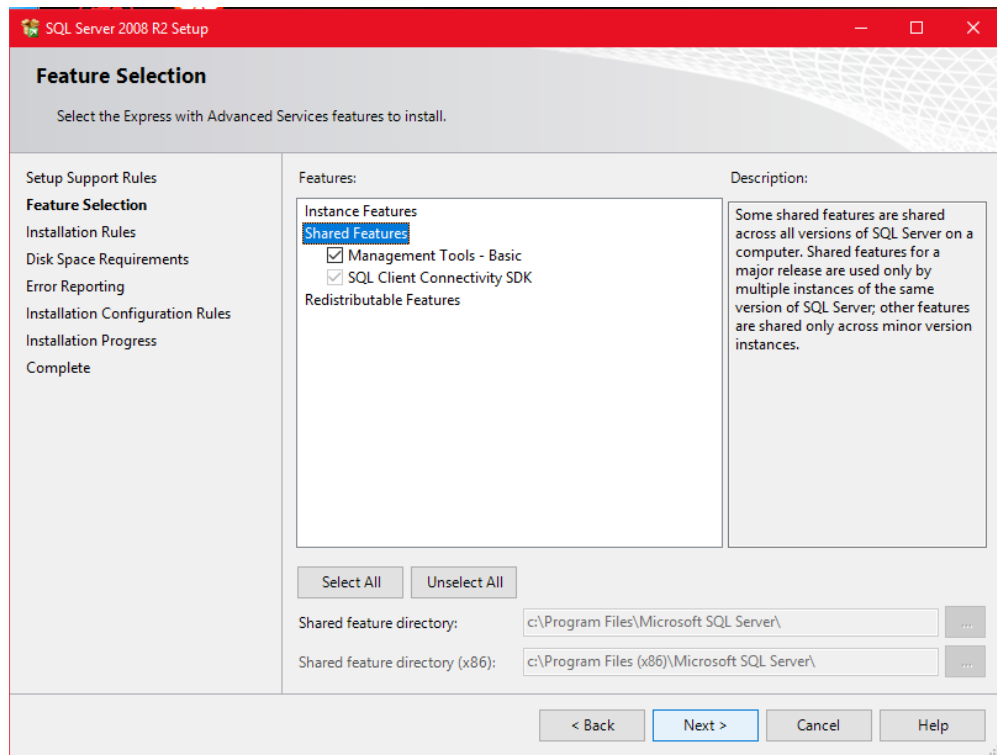 SQL Server 2008 R2 Setup
Feature Selection
Select the Express with Advanced Services features to install.
Setup Support Rules
Feature Selection
Installation Rules
Disk Space Requirements
Error Reporting
Installation Configuration Rules
Installation Progress
Complete
Features:
Instance Features
Shared Features
Management Tools - Basic
SQL Client Connectivity SDK
Redistributable Features
Description:
Some shared features are shared
across all versions of SQL Server on a
computer. Shared features for a
major release are used only by
multiple instances of the same
version of SQL Server; other features
are shared only across minor version
instances.
Select All
Unselect All
Shared feature directory:
c:\Program Files\Microsoft SQL Server\
...
Shared feature directory (x86):
c:\Program Files (x86)\Microsoft SQL Server\
...
< Back
Next >
Cancel
Help